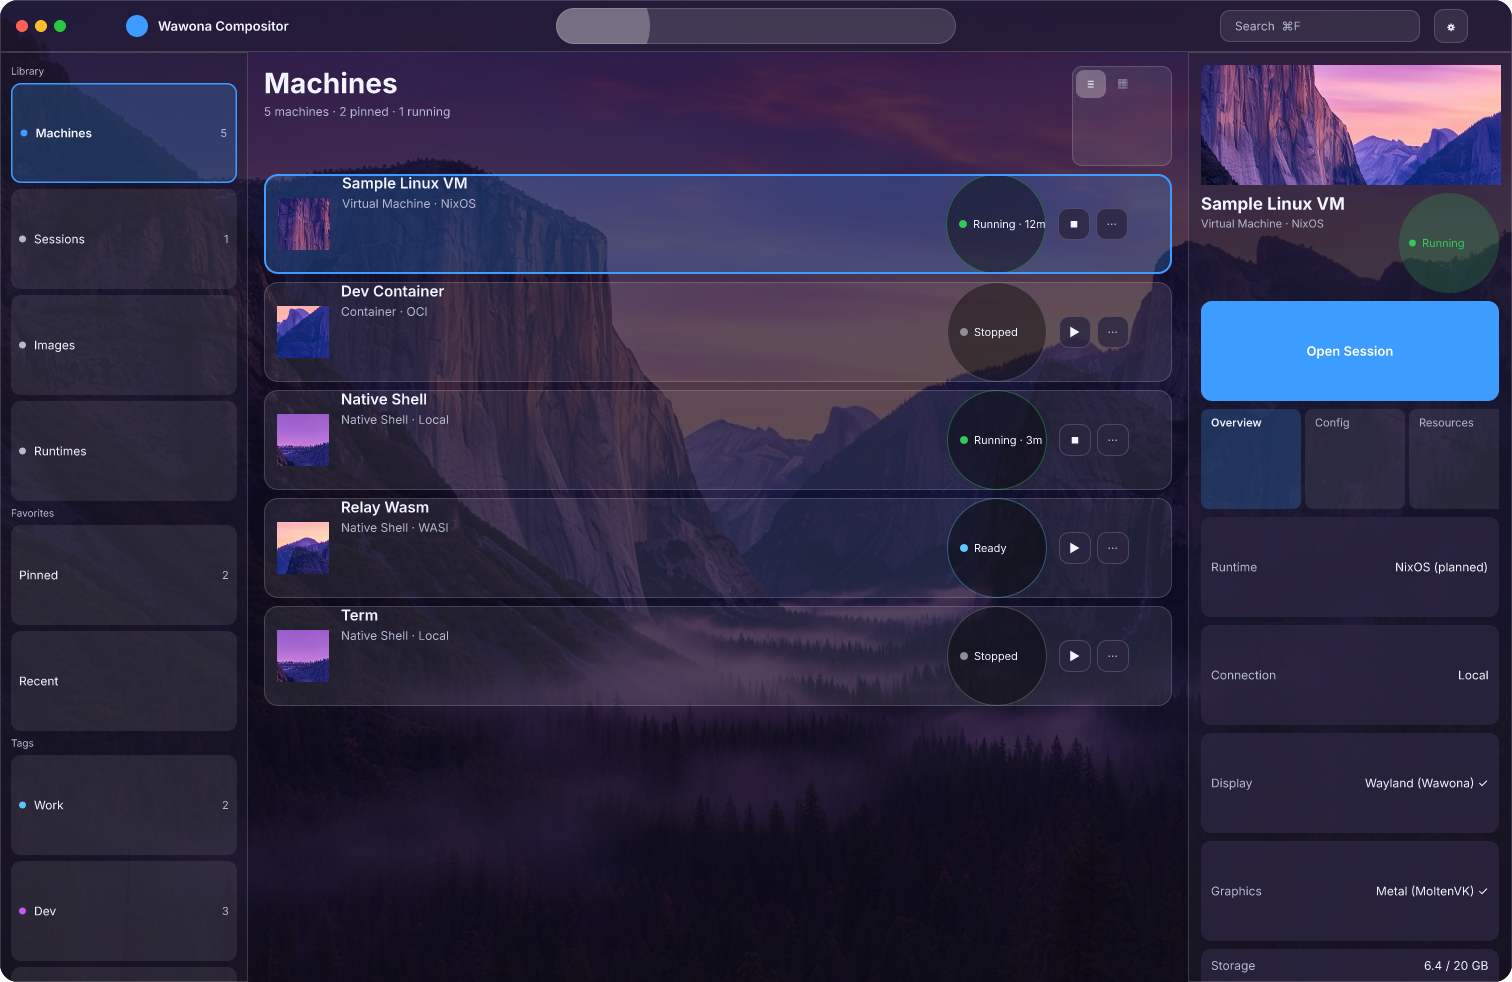 Wawona Compositor
Search ⌘F
Library
Machines 5
Sessions 1
Images
Runtimes
Favorites
Pinned 2
Recent
Tags
Work 2
Dev 3
Machines
5 machines · 2 pinned · 1 running
Sample Linux VM
Virtual Machine · NixOS
Running · 12m
Dev Container
Container · OCI
Stopped
Native Shell
Native Shell · Local
Running · 3m
Relay Wasm
Native Shell · WASI
Ready
Term
Native Shell · Local
Stopped
Sample Linux VM
Virtual Machine · NixOS
Running
Open Session
Overview Config Resources
Runtime NixOS (planned)
Connection Local
Display Wayland (Wawona) ✓
Graphics Metal (MoltenVK) ✓
Storage 6.4 / 20 GB